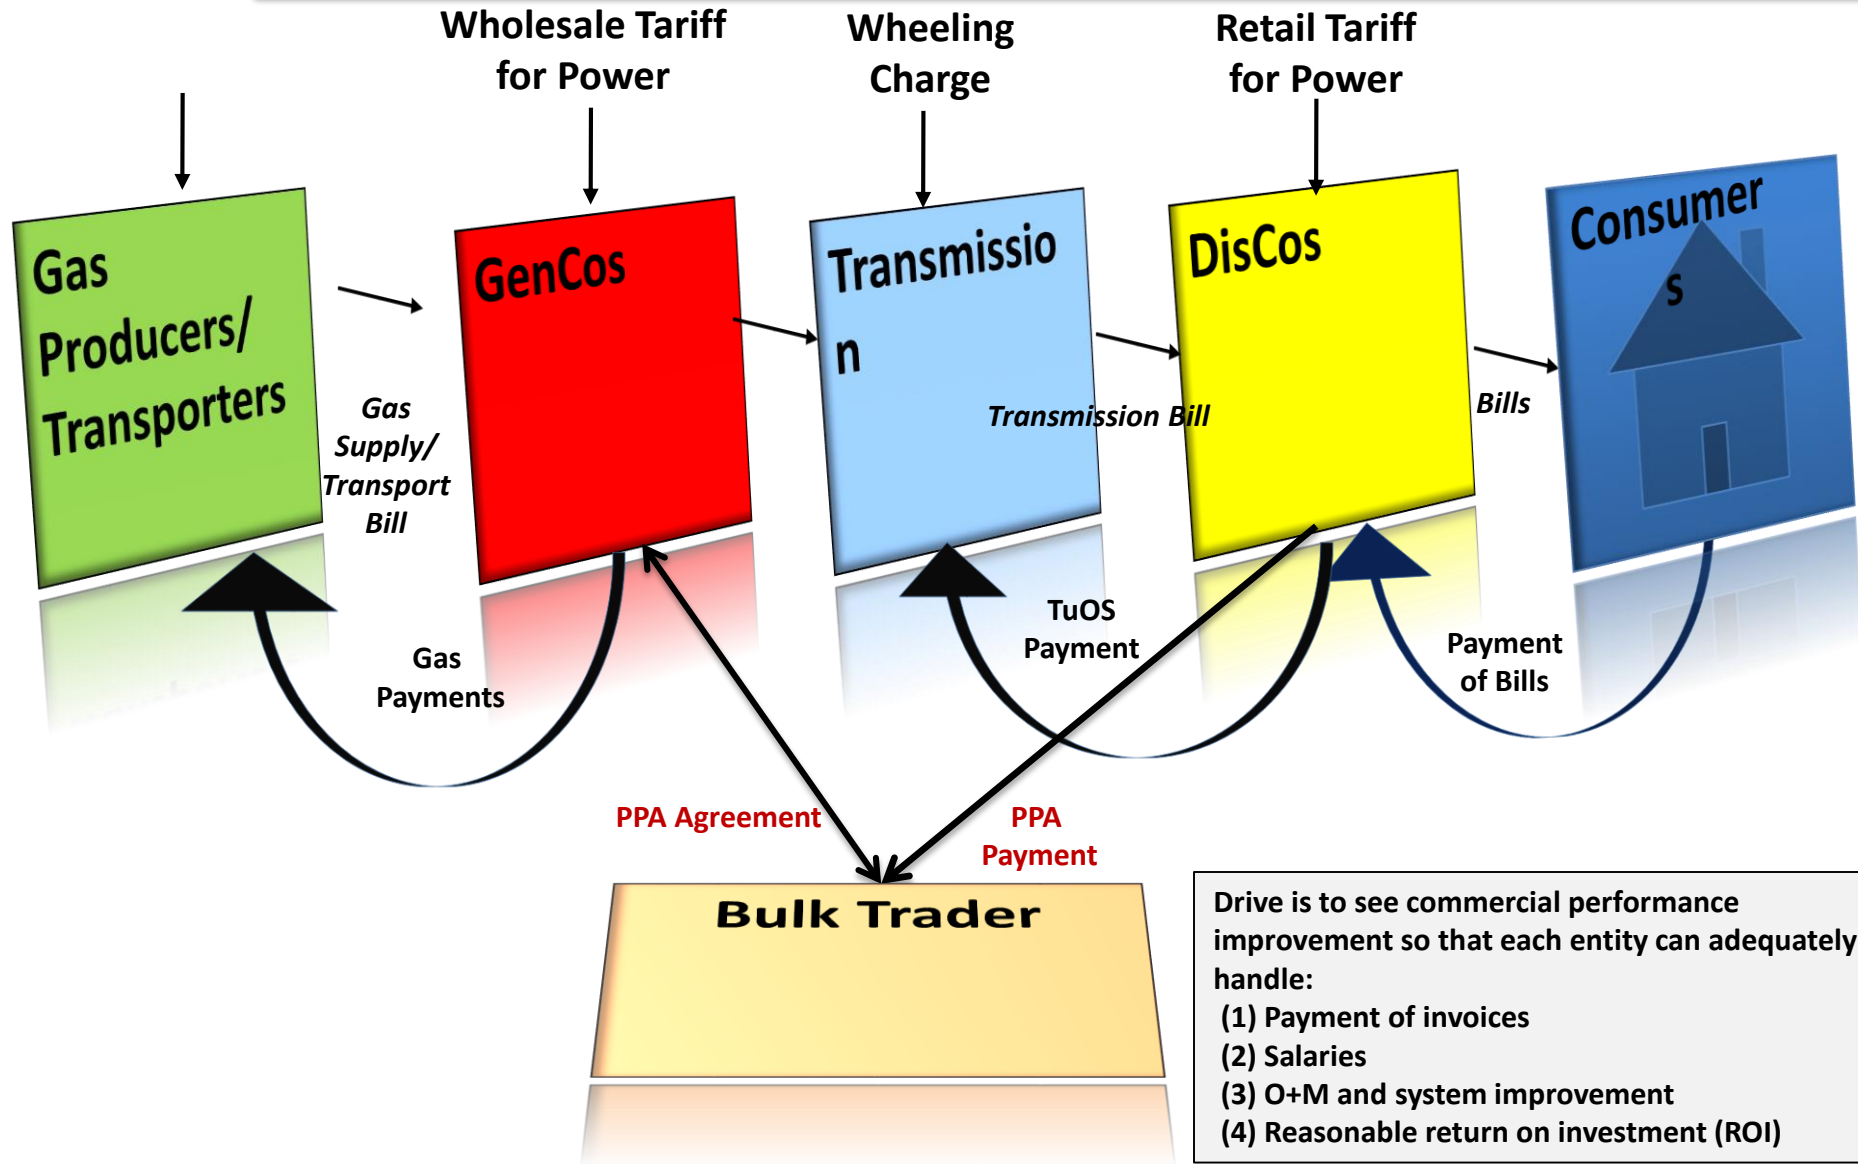 Wholesale Tariff
for Power
Wheeling
Charge
Retail Tariff
for Power
Gas
Producers/
Transporters
GenCos
Transmissio
n
DisCos
Consumer
s
Gas
Supply/
Transport
Bill
Transmission Bill
Bills
Gas
Payments
TuOS
Payment
Payment
of Bills
PPA Agreement
PPA
Payment
Bulk Trader
Drive is to see commercial performance
improvement so that each entity can adequately
handle:
(1) Payment of invoices
(2) Salaries
(3) O+M and system improvement
(4) Reasonable return on investment (ROI)